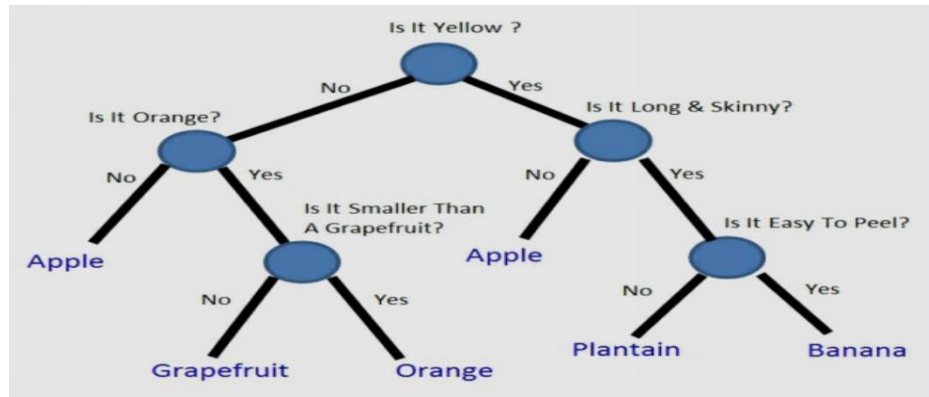 Is It Yellow ?
No
Yes
Is It Orange?
Is It Long & Skinny?
No
Yes
No
Yes
Is It Smaller Than
A Grapefruit?
Is It Easy To Peel?
Apple
Apple
No
Yes
No
Yes
Grapefruit
Orange
Plantain
Banana